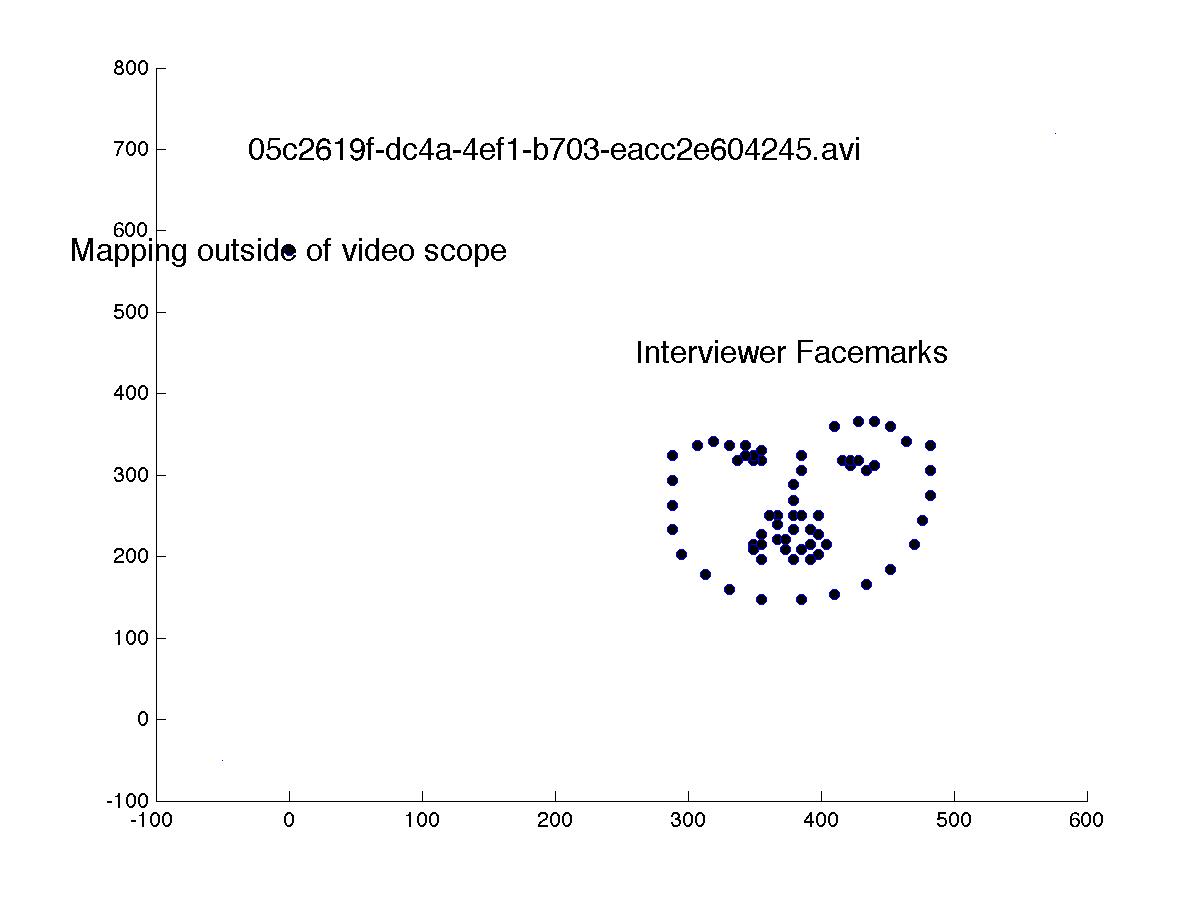 800
700
05c2619f-dc4a-4ef1-b703-eacc2e604245.avi
600
Mapping outside of video scope
500
Interviewer Facemarks
400
300
200
100
0
-100
-100 0 100 200 300 400 500 600